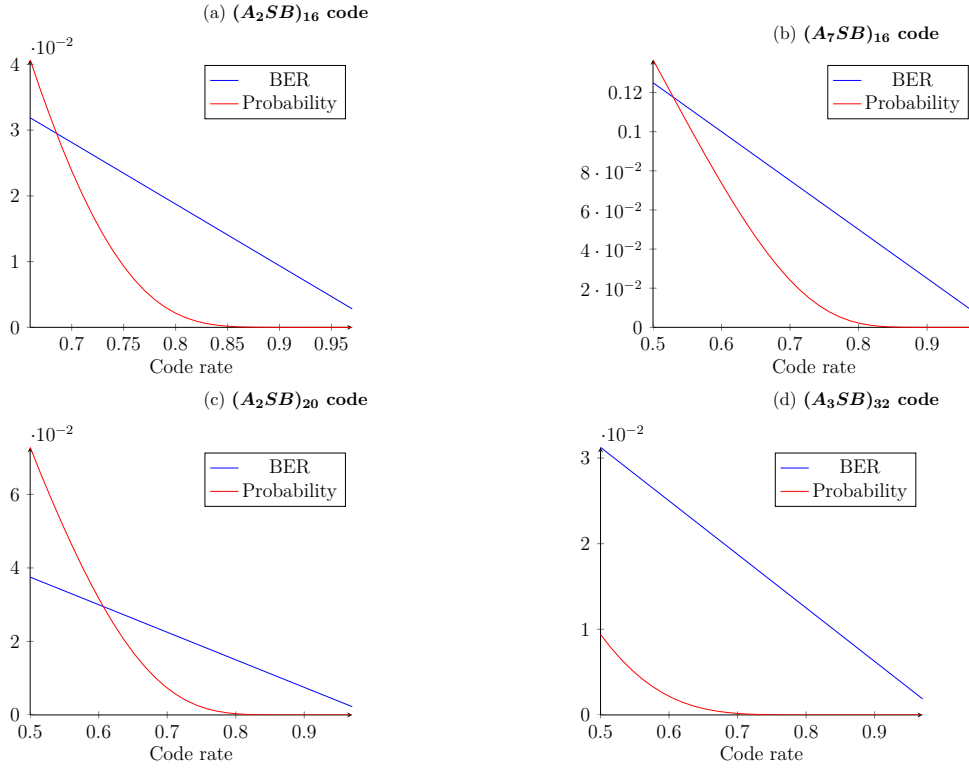 (a) (A₂SB)₁₆ code
·10⁻²
4
3
2
1
0
0.7 0.75 0.8 0.85 0.9 0.95
Code rate
BER
Probability
(b) (A₇SB)₁₆ code
0.12
0.1
8 · 10⁻²
6 · 10⁻²
4 · 10⁻²
2 · 10⁻²
0
0.5 0.6 0.7 0.8 0.9
Code rate
BER
Probability
(c) (A₂SB)₂₀ code
·10⁻²
6
4
2
0
0.5 0.6 0.7 0.8 0.9
Code rate
BER
Probability
(d) (A₃SB)₃₂ code
·10⁻²
3
2
1
0
0.5 0.6 0.7 0.8 0.9
Code rate
BER
Probability